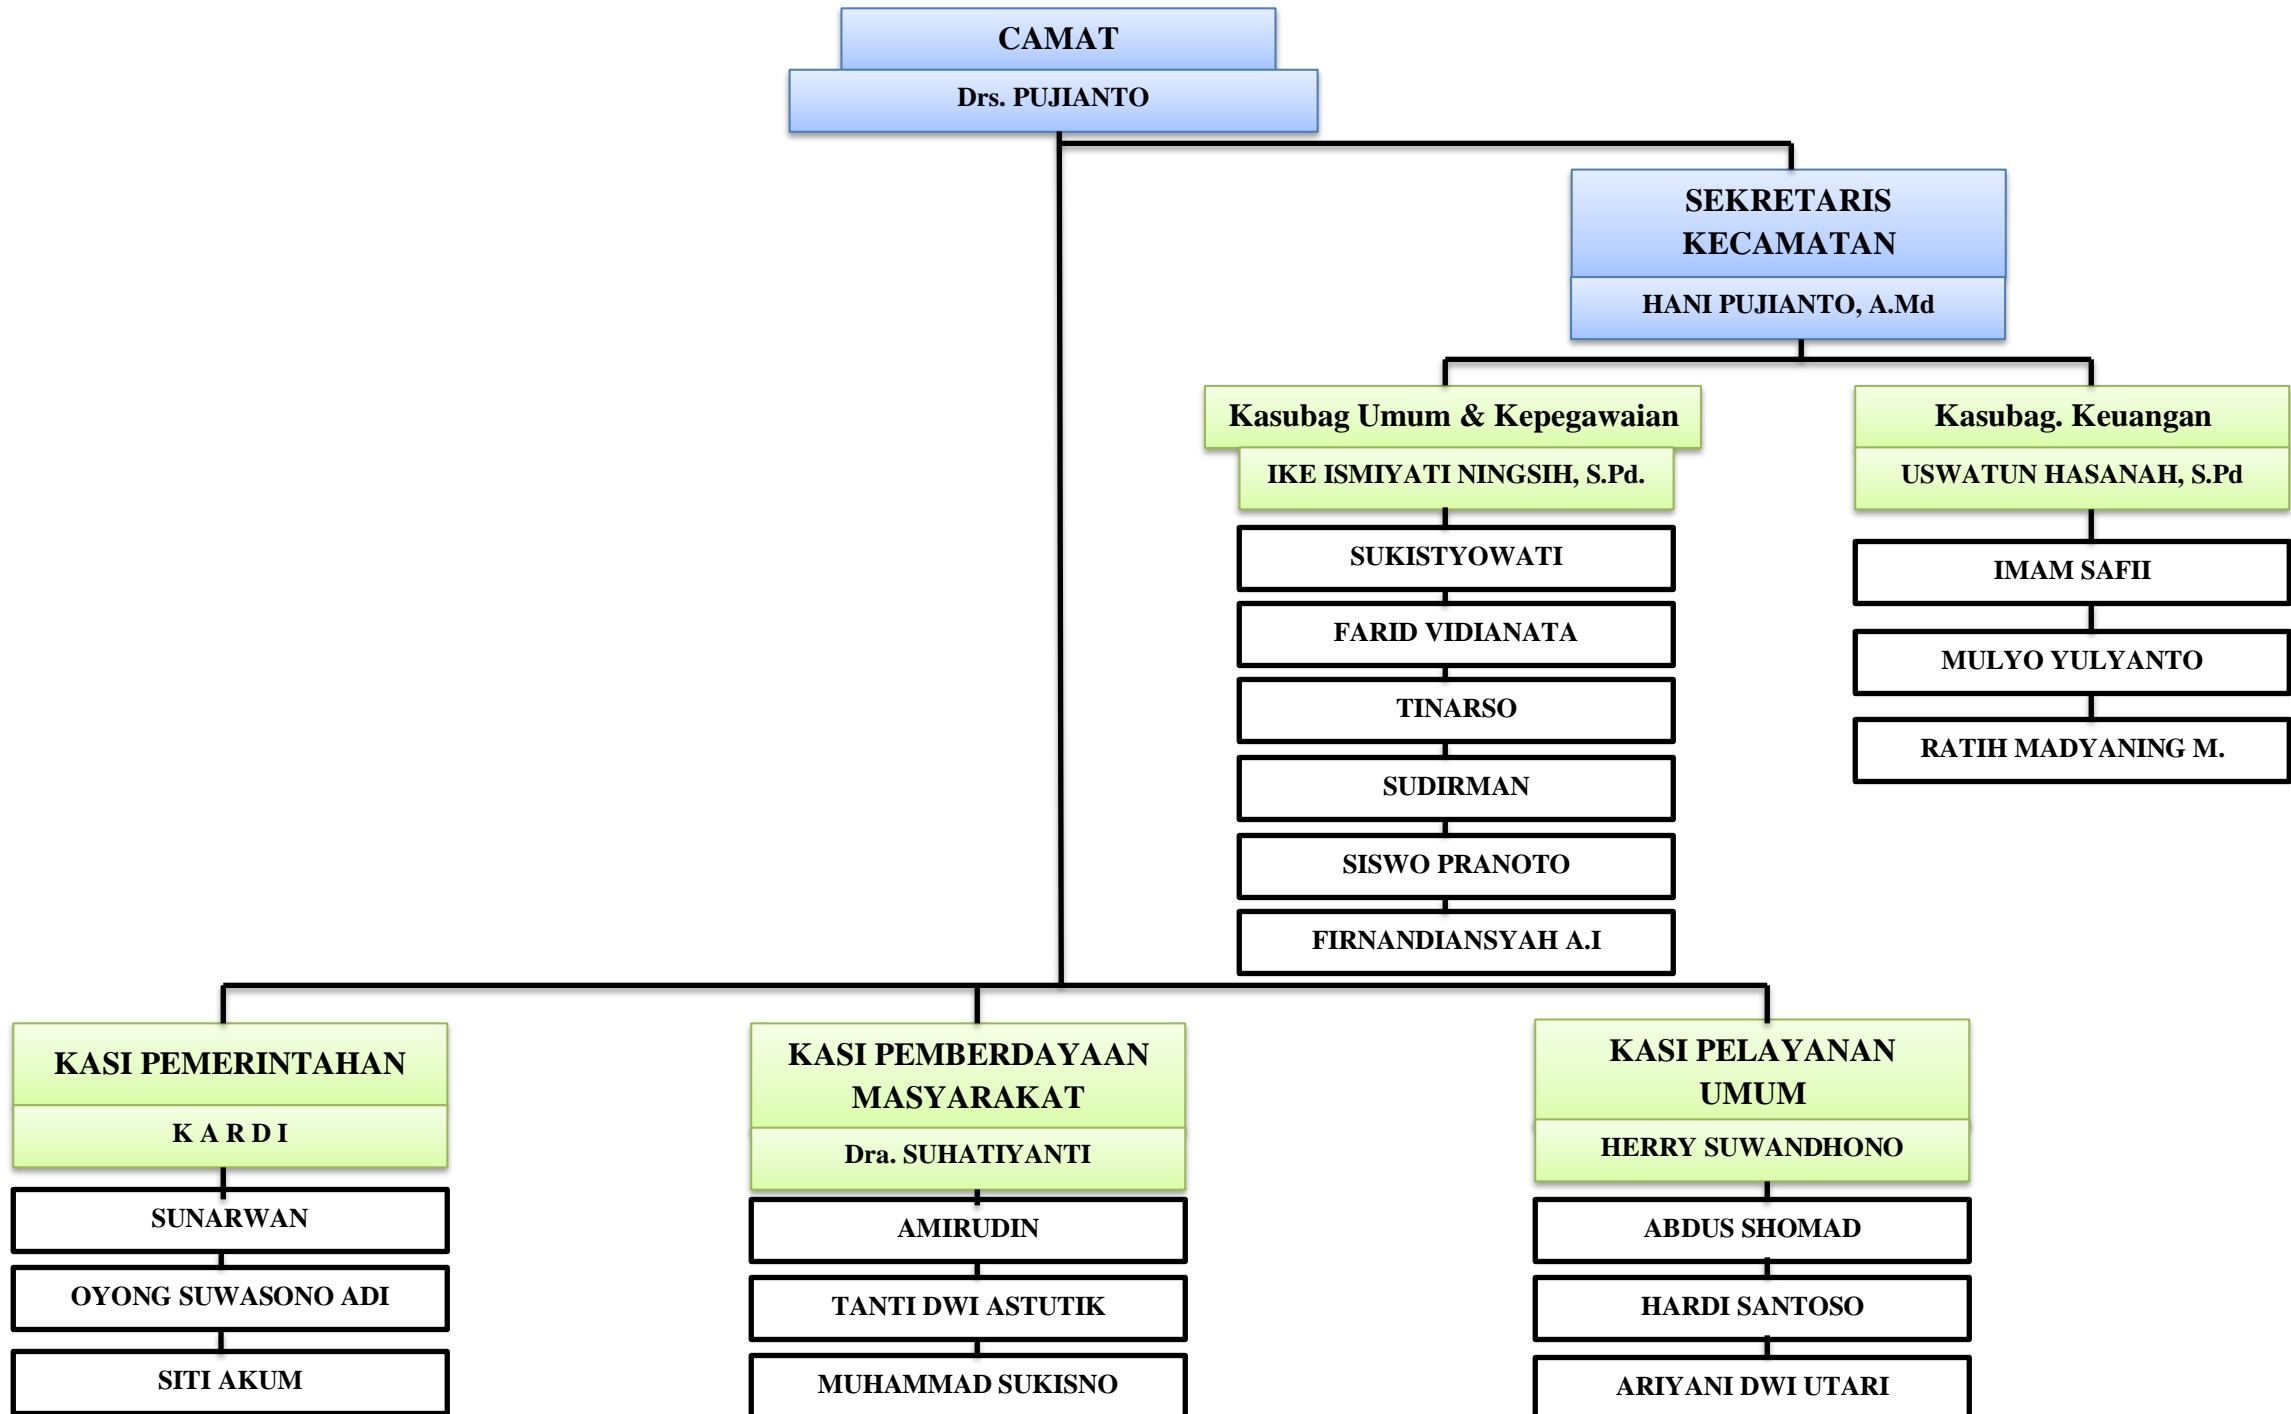 CAMAT
Drs. PUJIANTO
SEKRETARIS
KECAMATAN
HANI PUJIANTO, A.Md
Kasubag Umum & Kepegawaian
IKE ISMIYATI NINGSIH, S.Pd.
SUKISTYOWATI
FARID VIDIANATA
TINARSO
SUDIRMAN
SISWO PRANOTO
FIRNANDIANSYAH A.I
Kasubag. Keuangan
USWATUN HASANAH, S.Pd
IMAM SAFII
MULYO YULYANTO
RATIH MADYANING M.
KASI PEMERINTAHAN
K A R D I
SUNARWAN
OYONG SUWASONO ADI
SITI AKUM
KASI PEMBERDAYAAN
MASYARAKAT
Dra. SUHATIYANTI
AMIRUDIN
TANTI DWI ASTUTIK
MUHAMMAD SUKISNO
KASI PELAYANAN
UMUM
HERRY SUWANDHONO
ABDUS SHOMAD
HARDI SANTOSO
ARIYANI DWI UTARI